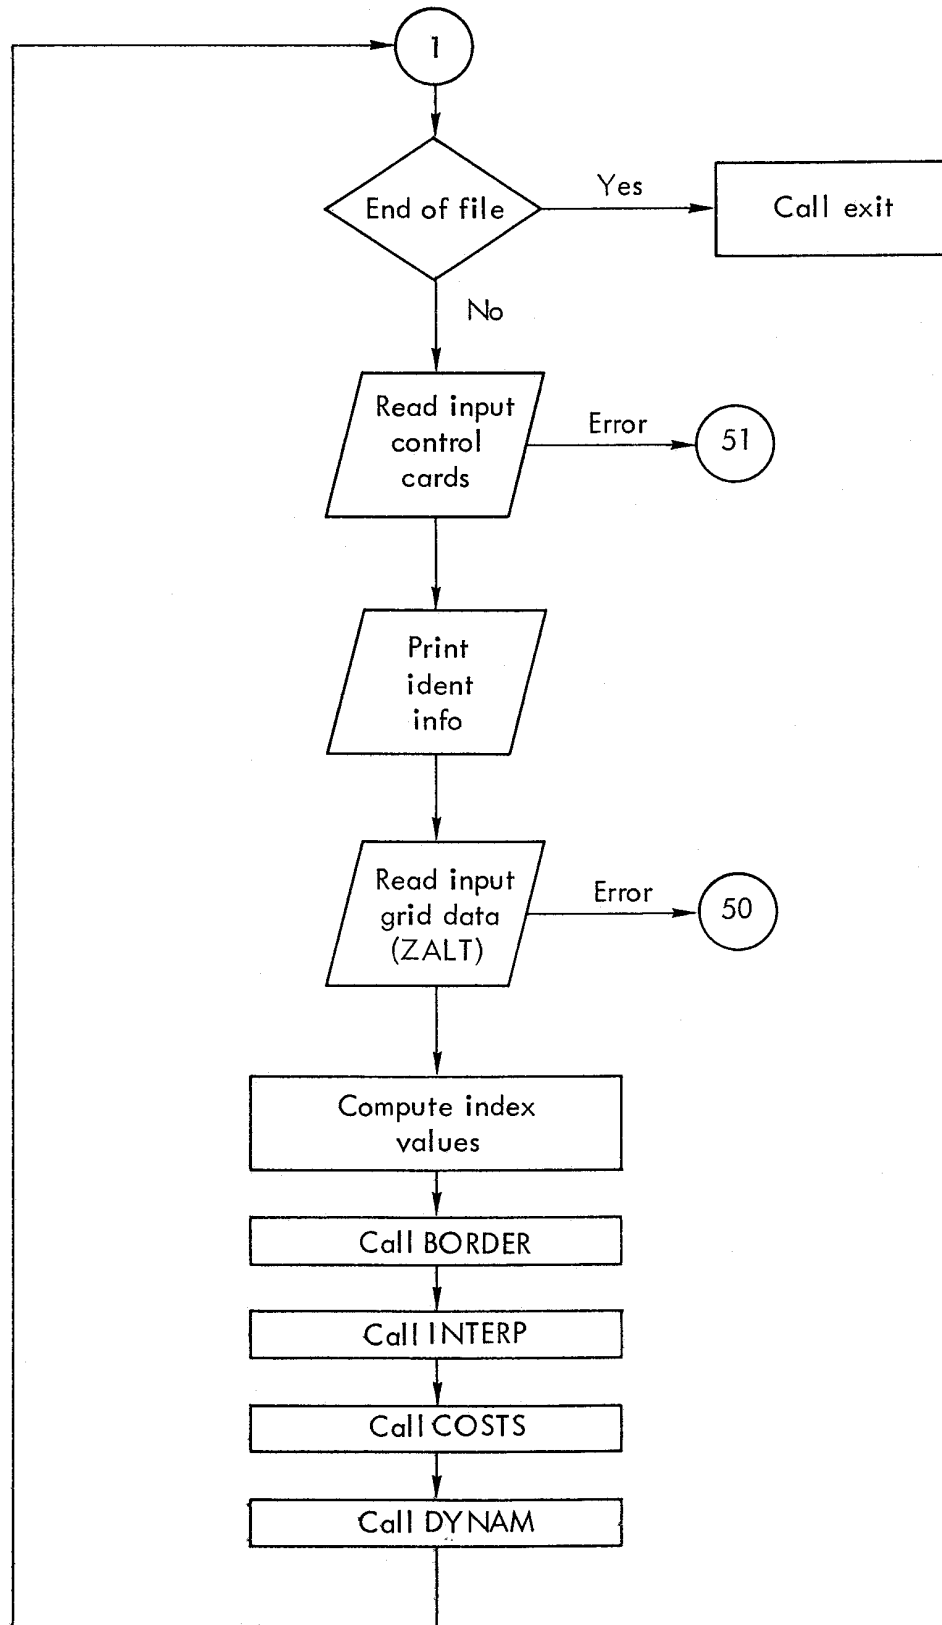 1
End of file
Yes
Call exit
No
Read input
control
cards
Error
51
Print
ident
info
Read input
grid data
(ZALT)
Error
50
Compute index
values
Call BORDER
Call INTERP
Call COSTS
Call DYNAM